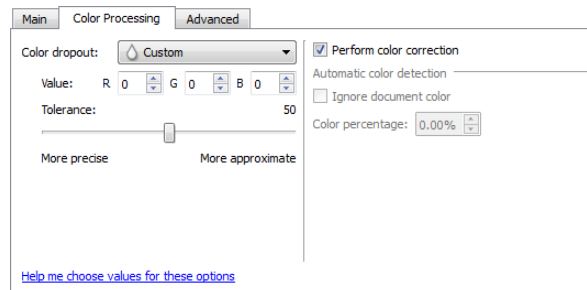 Main Color Processing Advanced
Color dropout: Custom
Value: R 0 G 0 B 0
Tolerance: 50
More precise More approximate
Perform color correction
Automatic color detection
Ignore document color
Color percentage: 0.00%
Help me choose values for these options